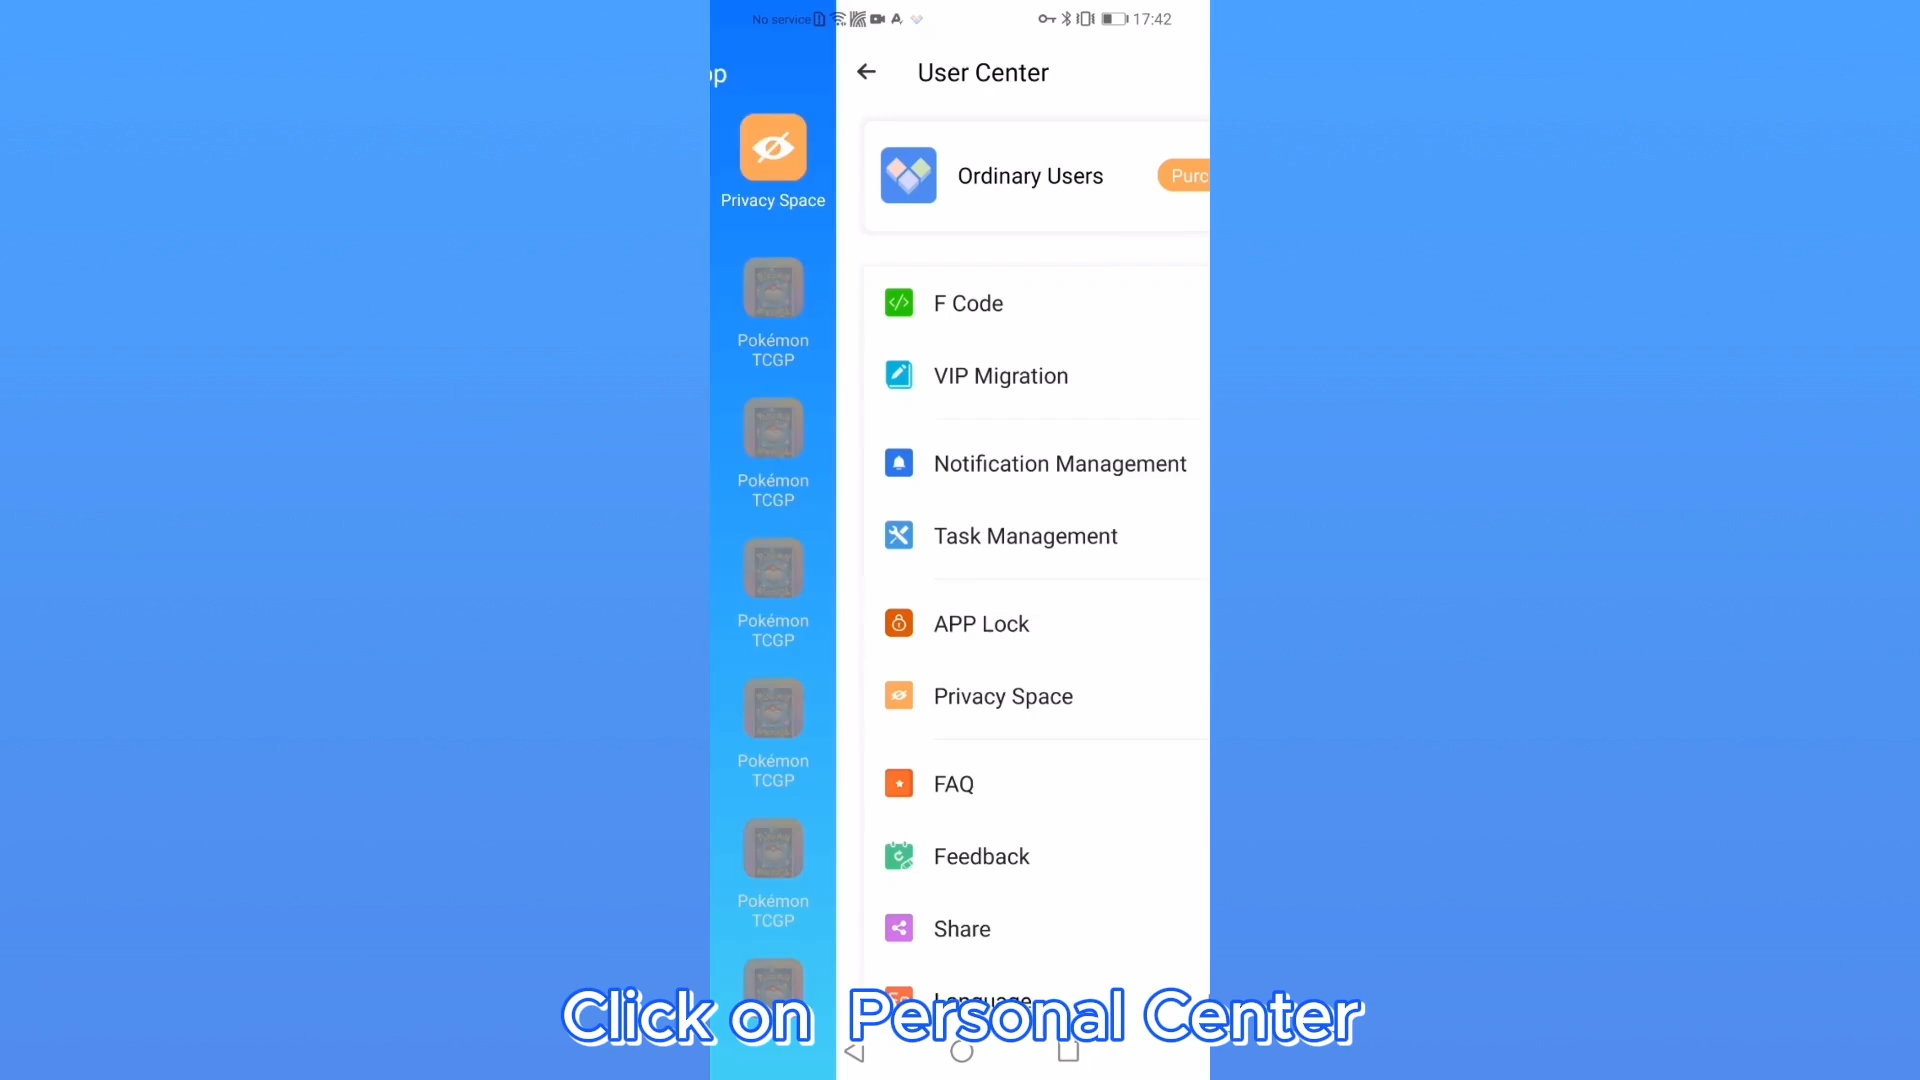 No service
17:42
op
User Center
Privacy Space
Ordinary Users
Purc
F Code
VIP Migration
Notification Management
Task Management
APP Lock
Privacy Space
FAQ
Feedback
Share
Language
Pokémon
TCGP
Pokémon
TCGP
Pokémon
TCGP
Pokémon
TCGP
Pokémon
TCGP
Click on Personal Center